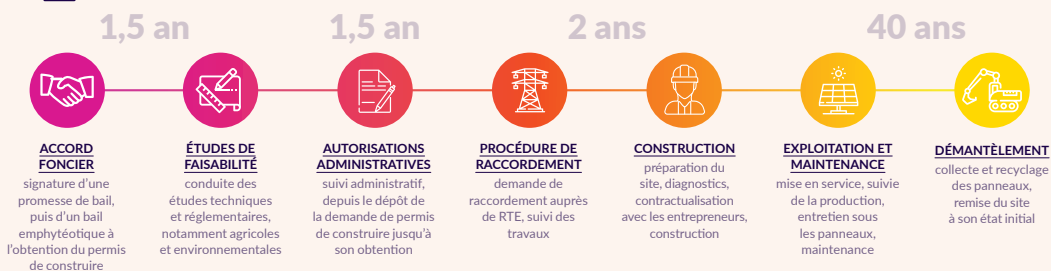 1,5 an
1,5 an
2 ans
40 ans
ACCORD
FONCIER
signature d'une
promesse de bail,
puis d'un bail
emphytéotique à
l'obtention du permis
de construire
ÉTUDES DE
FAISABILITÉ
conduite des
études techniques
et réglementaires,
notamment agricoles
et environnementales
AUTORISATIONS
ADMINISTRATIVES
suivi administratif,
depuis le dépôt de
la demande de permis
de construire jusqu'à
son obtention
PROCÉDURE DE
RACCORDEMENT
demande de
raccordement auprès
de RTE, suivi des
travaux
CONSTRUCTION
préparation du
site, diagnostics,
contractualisation
avec les entrepreneurs,
construction
EXPLOITATION ET
MAINTENANCE
mise en service, suivie
de la production,
entretien sous
les panneaux,
maintenance
DÉMANTÈLEMENT
collecte et recyclage
des panneaux,
remise du site
à son état initial